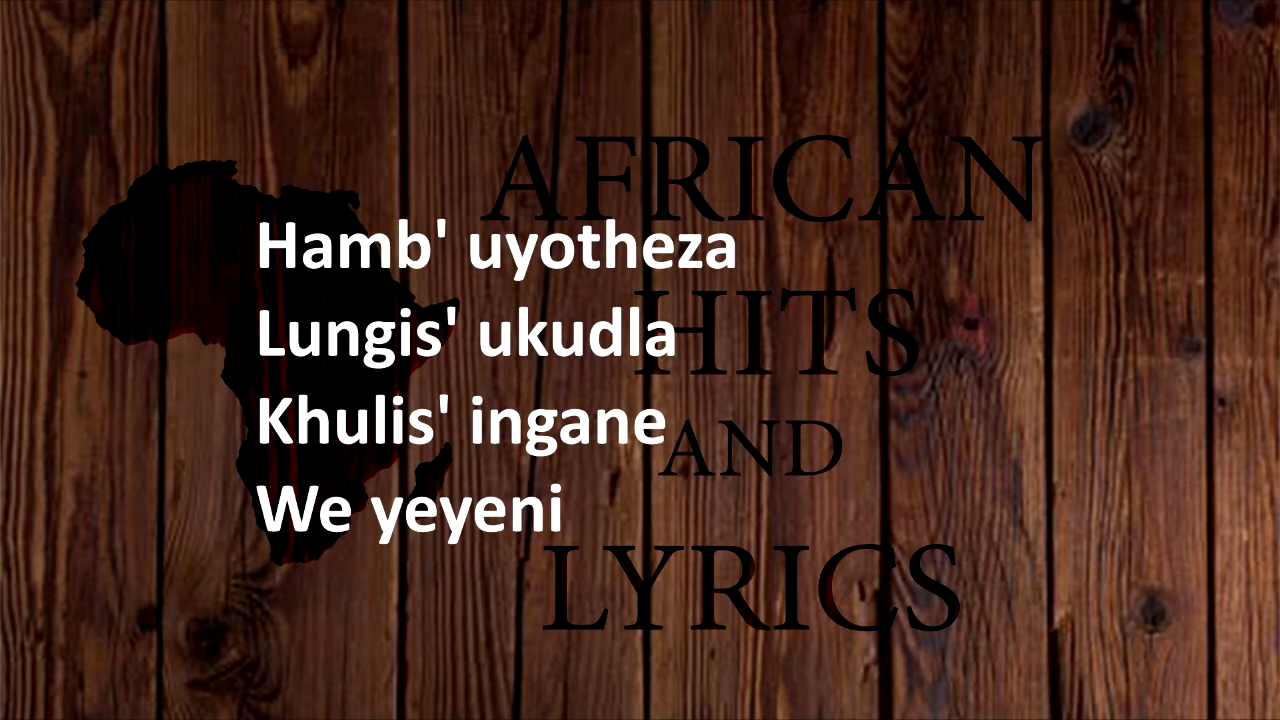 AFRICAN
HITS
AND
LYRICS
Hamb' uyotheza
Lungis' ukudla
Khulis' ingane
We yeyeni